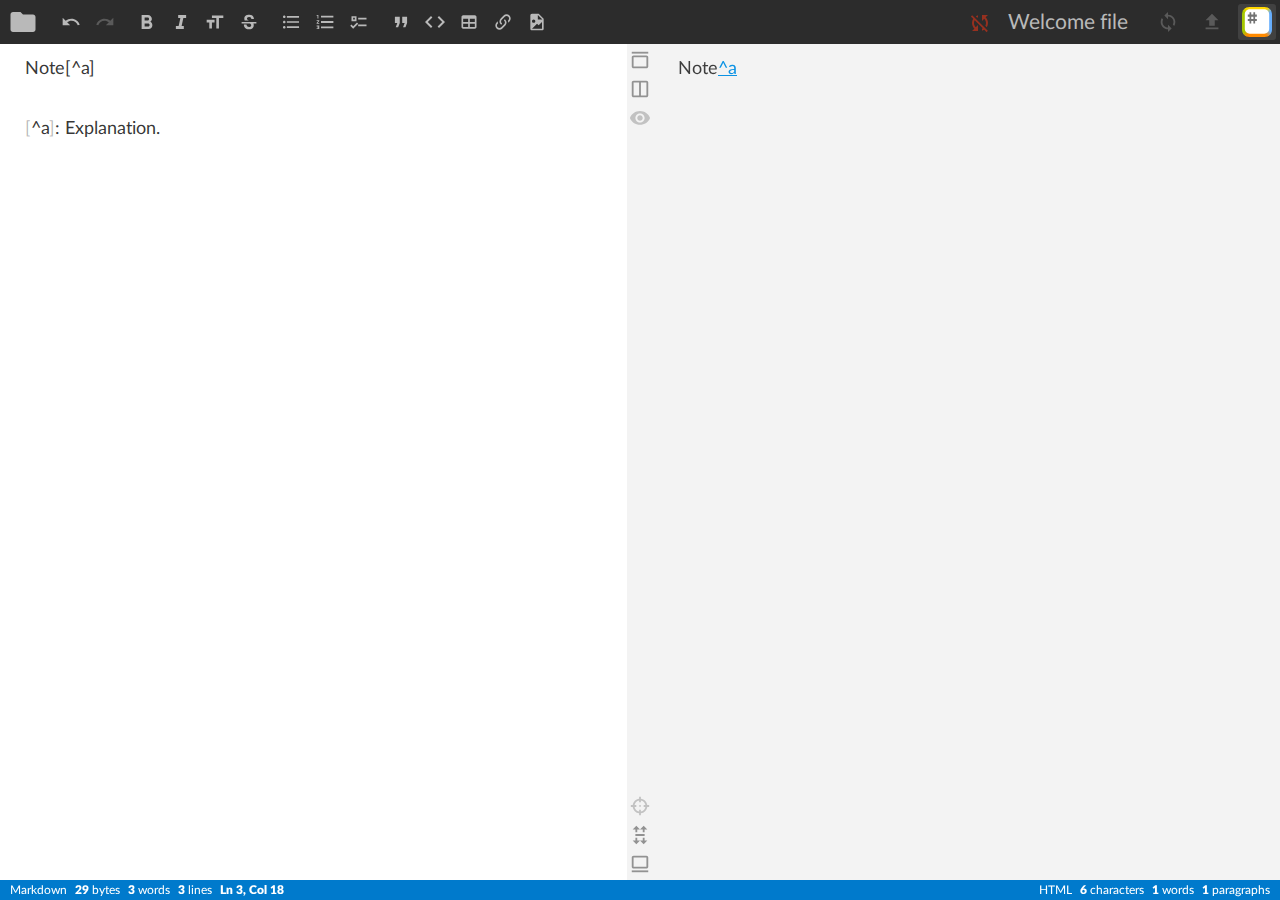 Welcome file
Note[^a]
[^a]: Explanation.
Note^a
Markdown 29 bytes 3 words 3 lines Ln 3, Col 18
HTML 6 characters 1 words 1 paragraphs